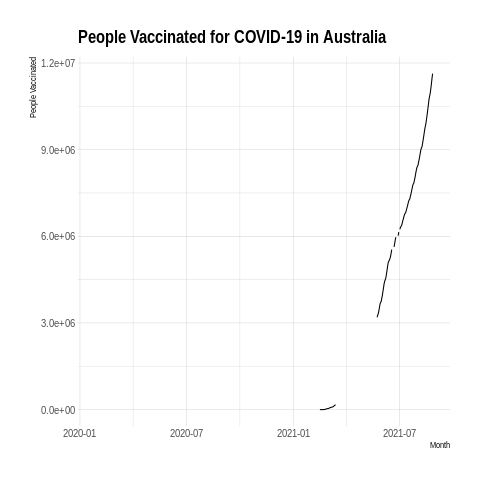 People Vaccinated for COVID-19 in Australia
People Vaccinated
1.2e+07
9.0e+06
6.0e+06
3.0e+06
0.0e+00
2020-01 2020-07 2021-01 2021-07
Month